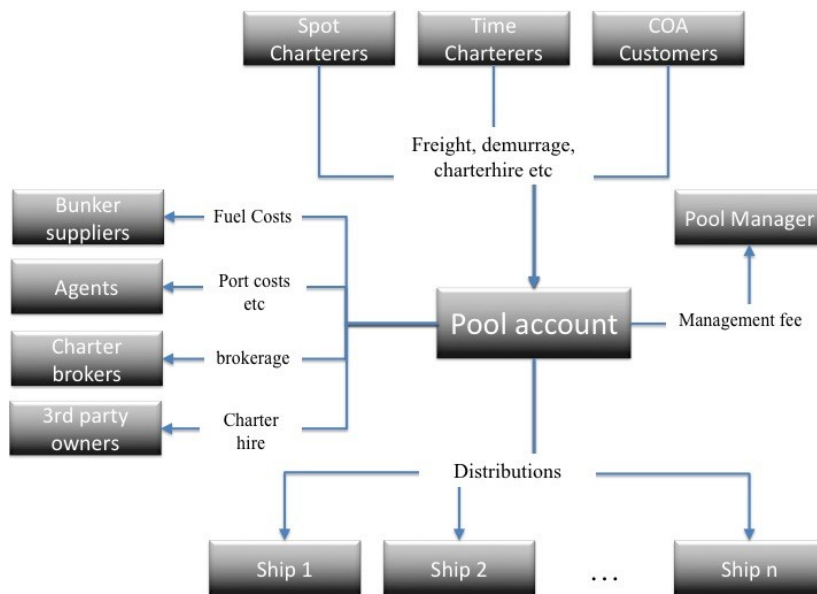 Spot
Charterers
Time
Charterers
COA
Customers
Freight, demurrage,
charterhire etc
Bunker
suppliers
Fuel Costs
Pool Manager
Agents
Port costs
etc
Pool account
Management fee
Charter
brokers
brokerage
3rd party
owners
Charter
hire
Distributions
Ship 1
Ship 2
...
Ship n